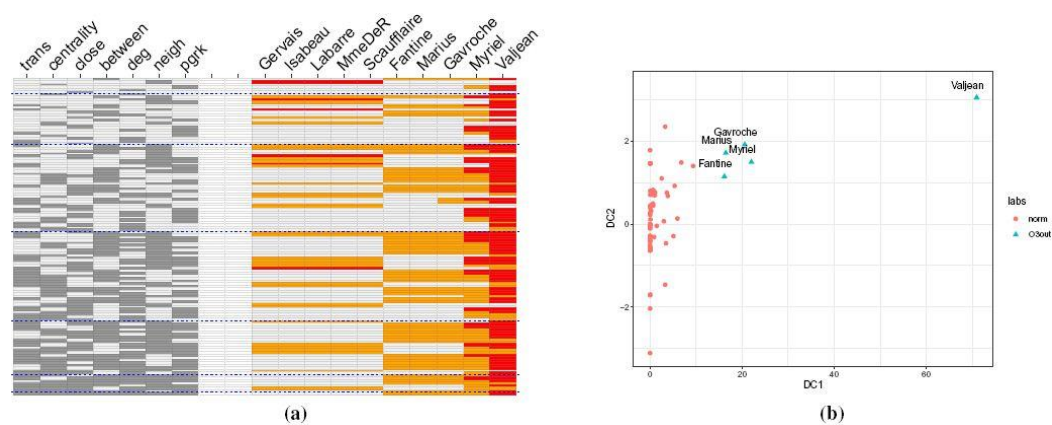 trans centrality close between deg neigh pgrk Gervais Isabeau Labarre MmeDeR Scaufflaire Fantine Marius Gavroche Myriel Valjean
(a)
Valjean
Gavroche
Marius
Myriel
Fantine
2
0
−2
DC2
0 20 40 60
DC1
labs
norm
O3out
(b)